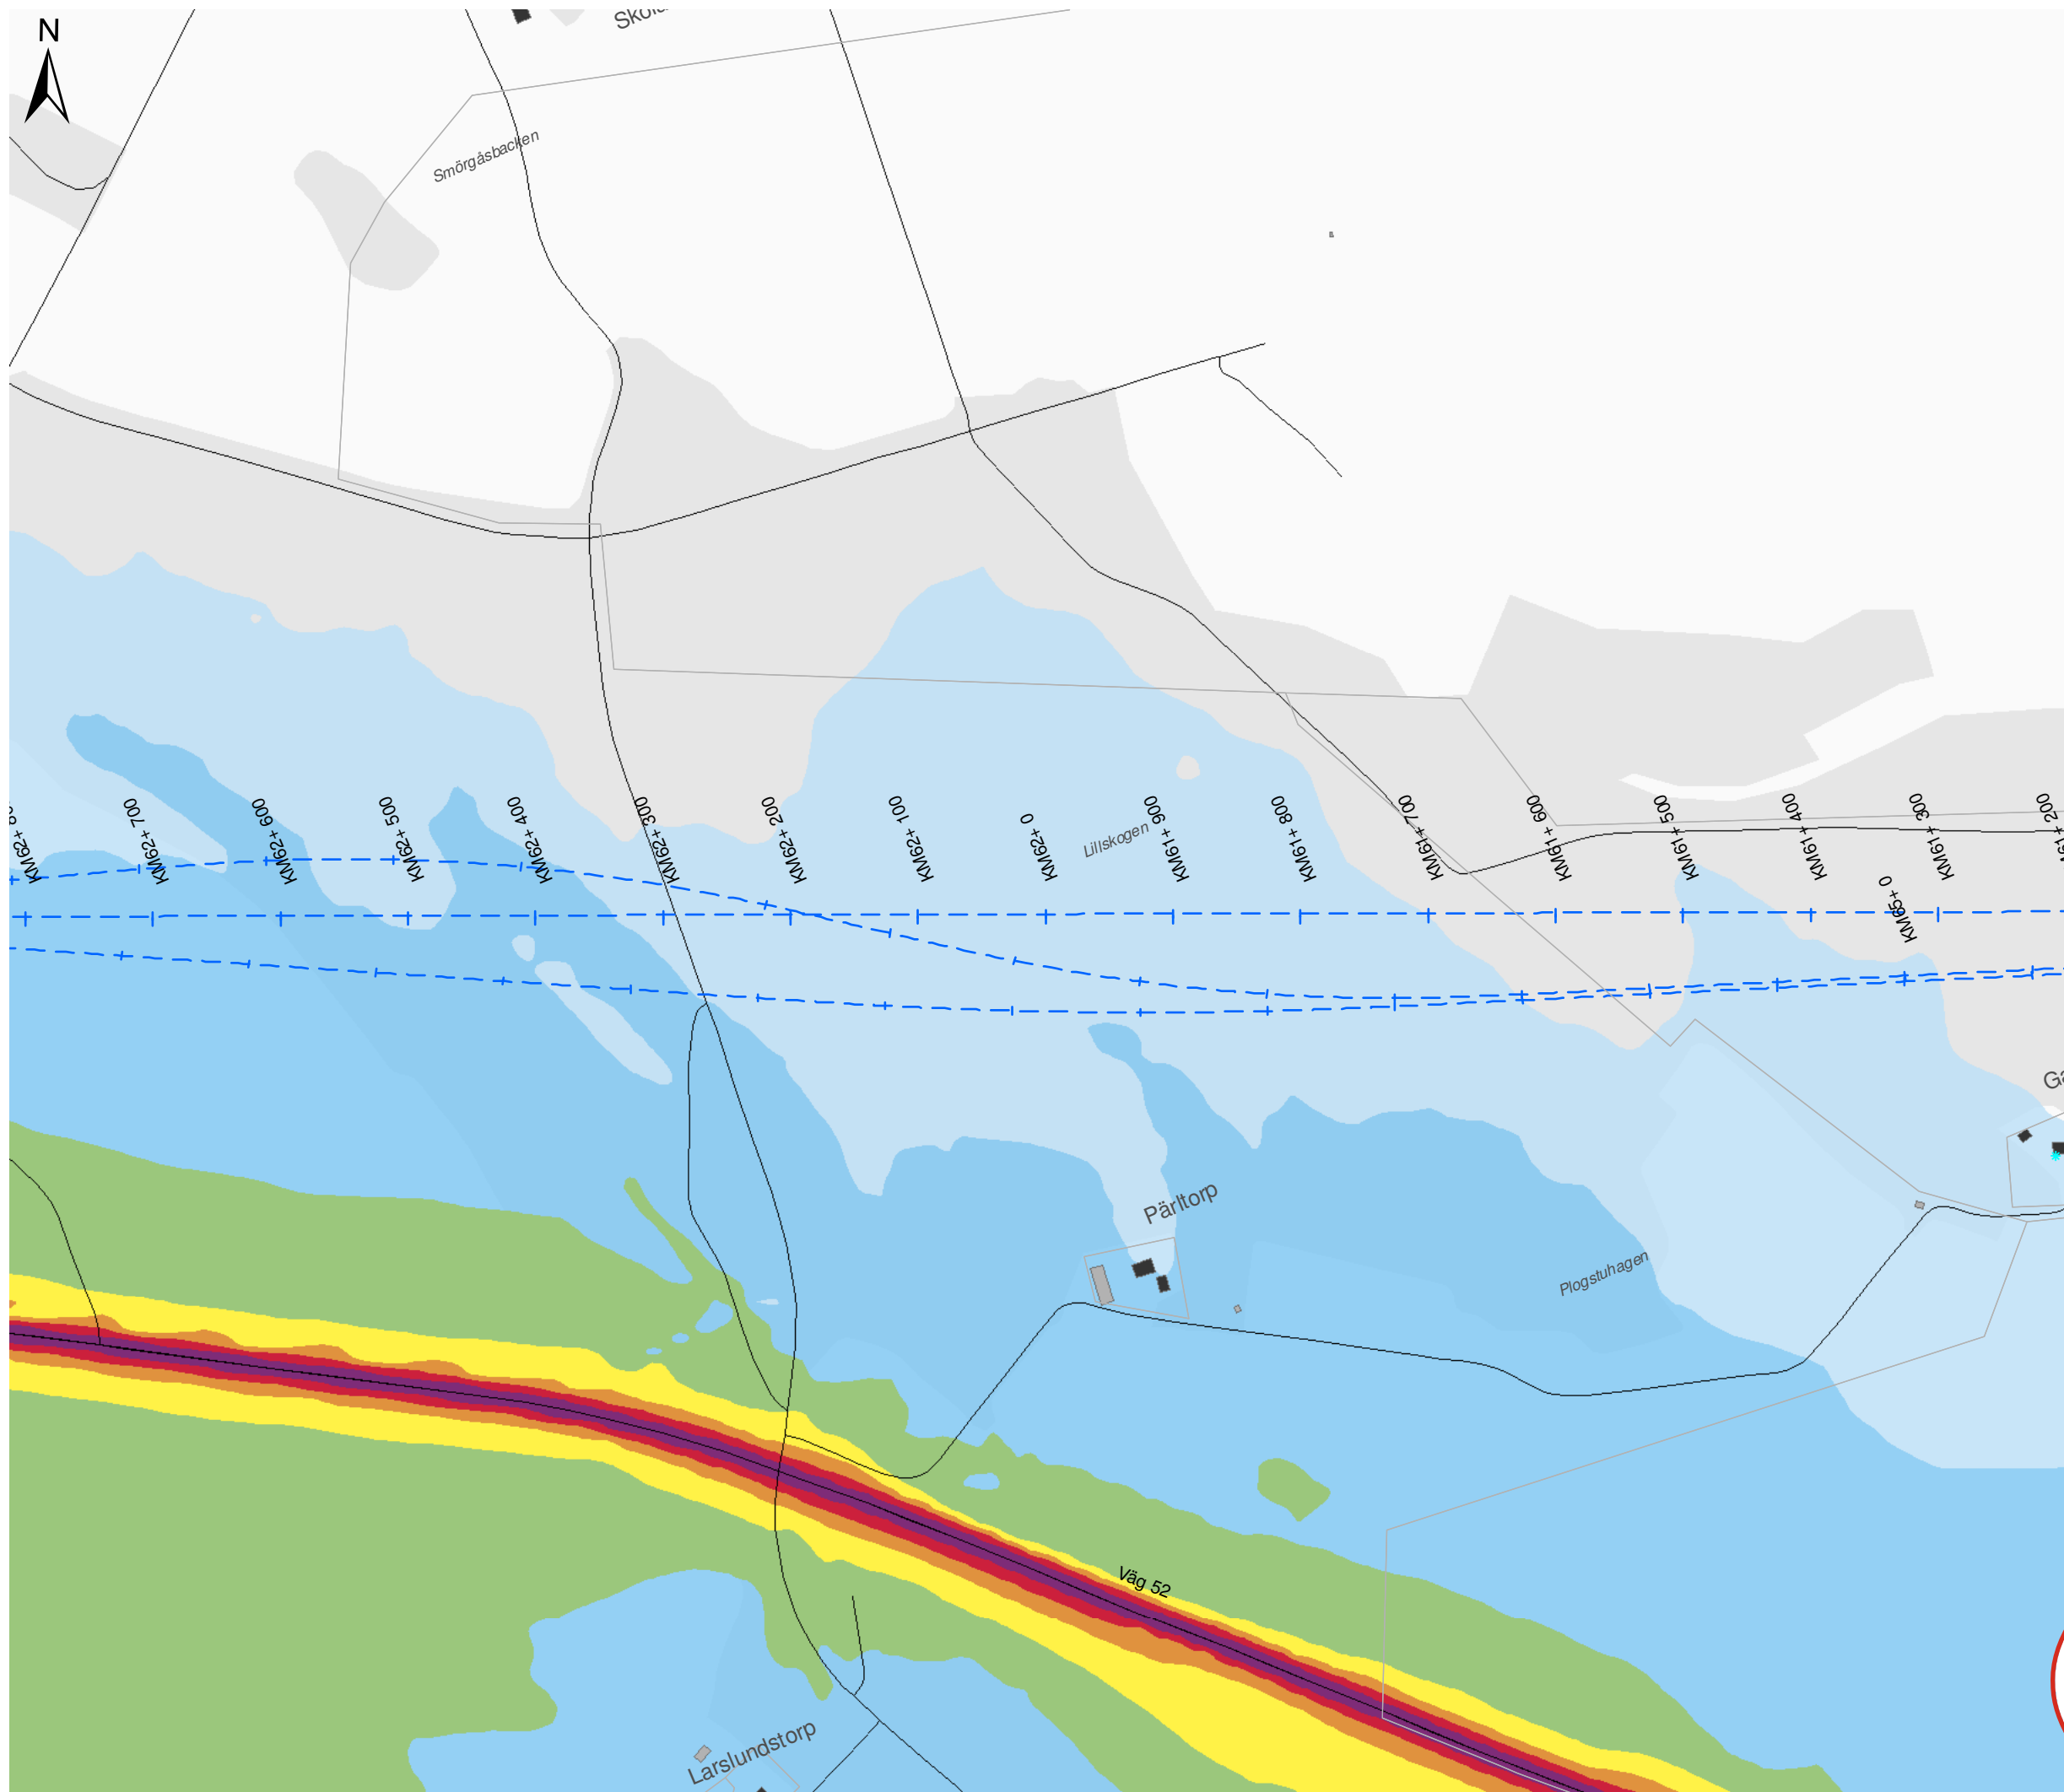 N
Smörgåsbacken
KM62+ 700
KM62+ 600
KM62+ 500
KM62+ 400
KM62+ 300
KM62+ 200
KM62+ 100
KM62+ 0
Lillskogen
KM61+ 900
KM61+ 800
KM61+ 700
KM61+ 600
KM61+ 500
KM61+ 400
KM61+ 300
KM65+ 0
Pärltorp
Plogstuhagen
Väg 52
Larslundstorp